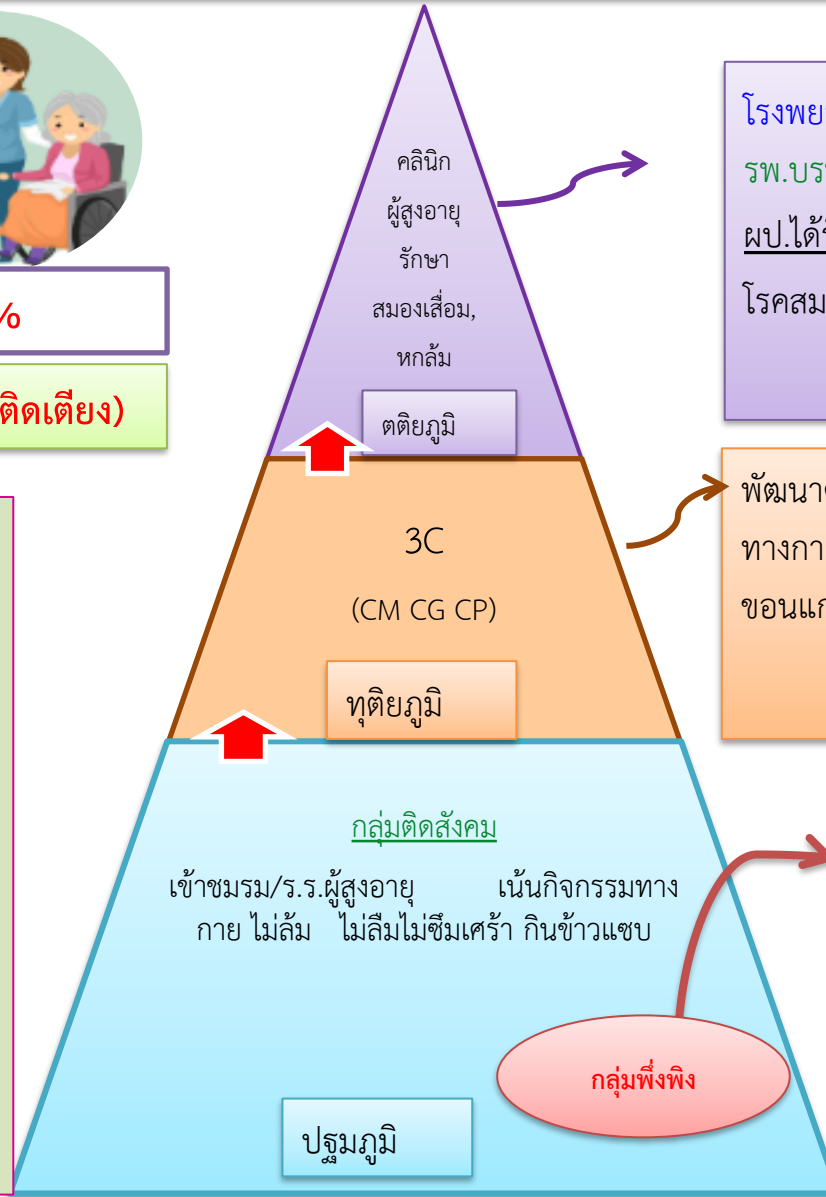 คลินิก
ผู้สูงอายุ
รักษา
สมองเสื่อม,
หกล้ม
ตติยภูมิ
%
ติดเตียง)
3C
(CM CG CP)
ทุติยภูมิ
กลุ่มติดสังคม
เข้าชมรม/ร.ร.ผู้สูงอายุ เน้นกิจกรรมทาง
กาย ไม่ล้ม ไม่ลืมไม่ซึมเศร้า กินข้าวแซบ
กลุ่มพึ่งพิง
ปฐมภูมิ
โรงพย
รพ.บร
ผป.ได้
โรคสม
พัฒนา
ทางกา
ขอนแก